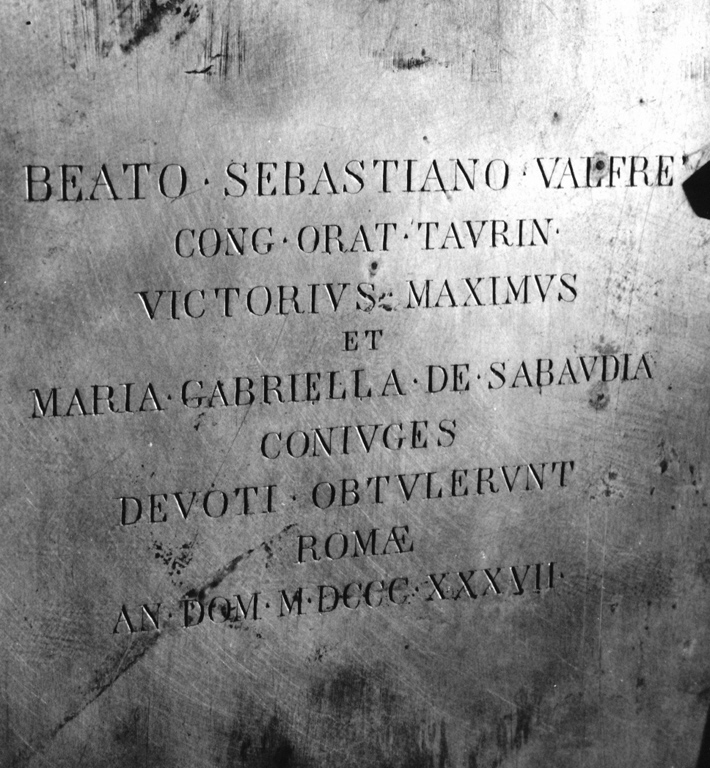 BEATO · SEBASTIANO · VALFRE'
CONG · ORAT · TAVRIN ·
VICTORIVS · MAXIMVS
ET
MARIA · GABRIELLA · DE · SABAVDIA
CONIVGES
DEVOTI · OBTVLERVNT
ROMÆ
AN · DOM · M · DCCC · XXXVII ·